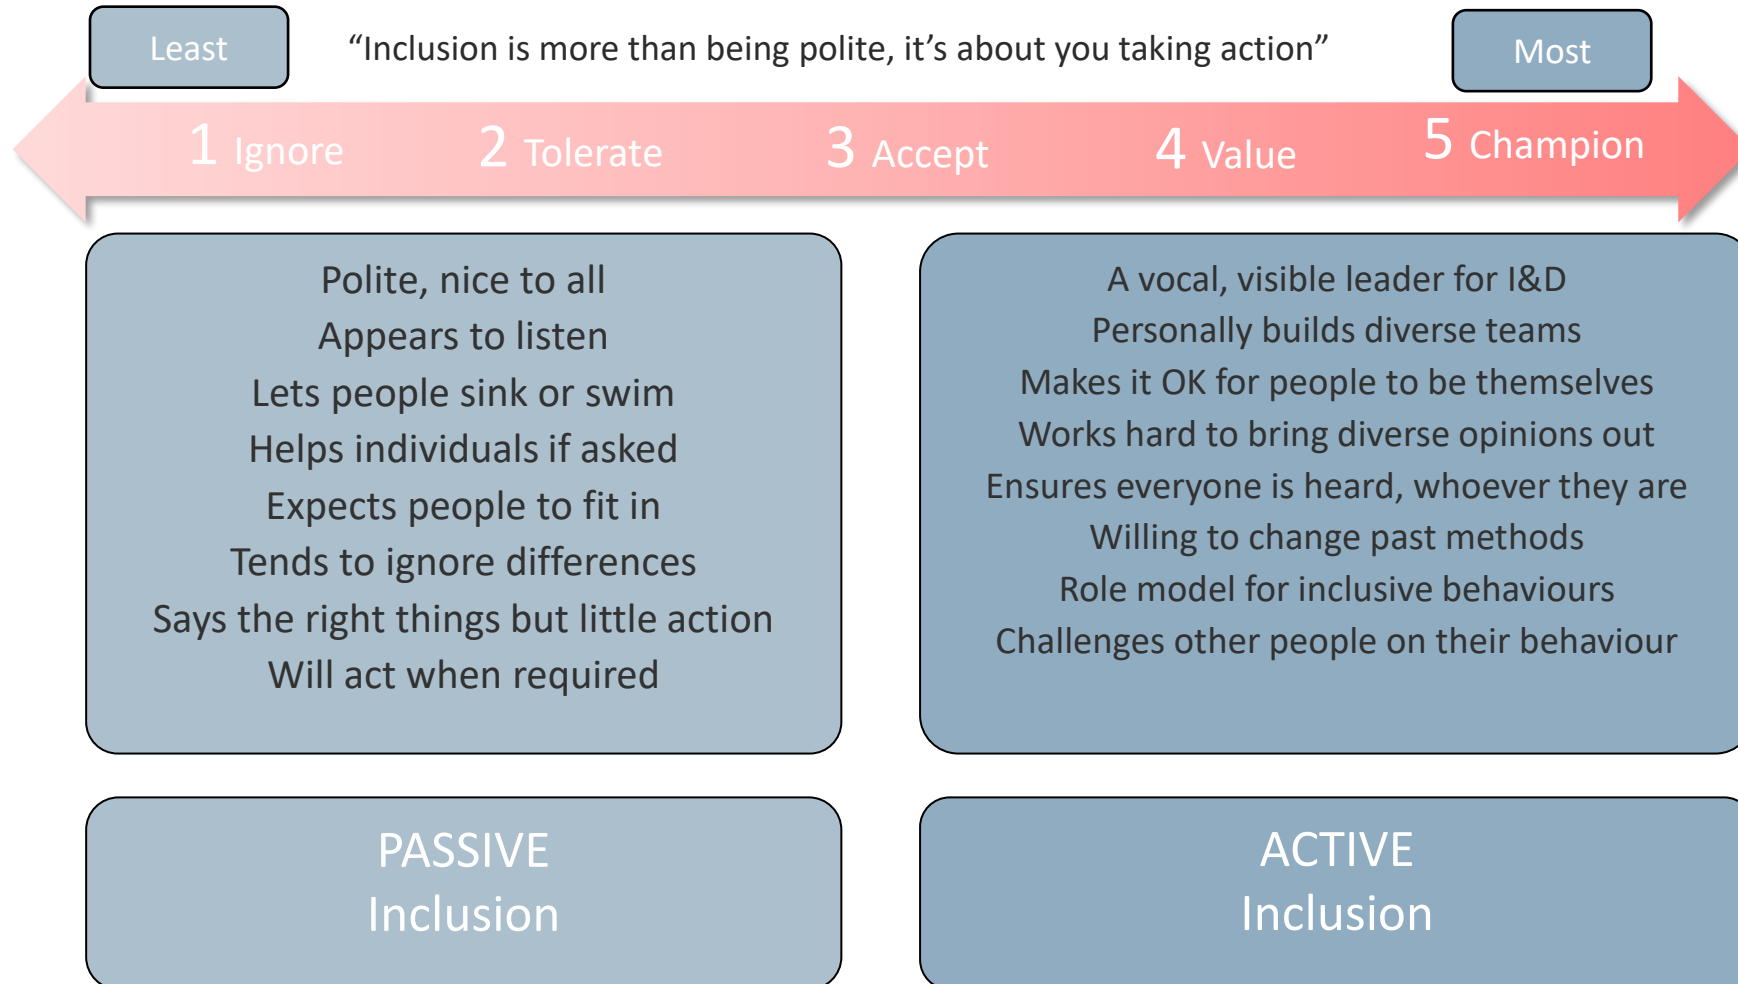 Least
“Inclusion is more than being polite, it’s about you taking action”
Most
1 Ignore
2 Tolerate
3 Accept
4 Value
5 Champion
Polite, nice to all
Appears to listen
Lets people sink or swim
Helps individuals if asked
Expects people to fit in
Tends to ignore differences
Says the right things but little action
Will act when required
A vocal, visible leader for I&D
Personally builds diverse teams
Makes it OK for people to be themselves
Works hard to bring diverse opinions out
Ensures everyone is heard, whoever they are
Willing to change past methods
Role model for inclusive behaviours
Challenges other people on their behaviour
PASSIVE
Inclusion
ACTIVE
Inclusion